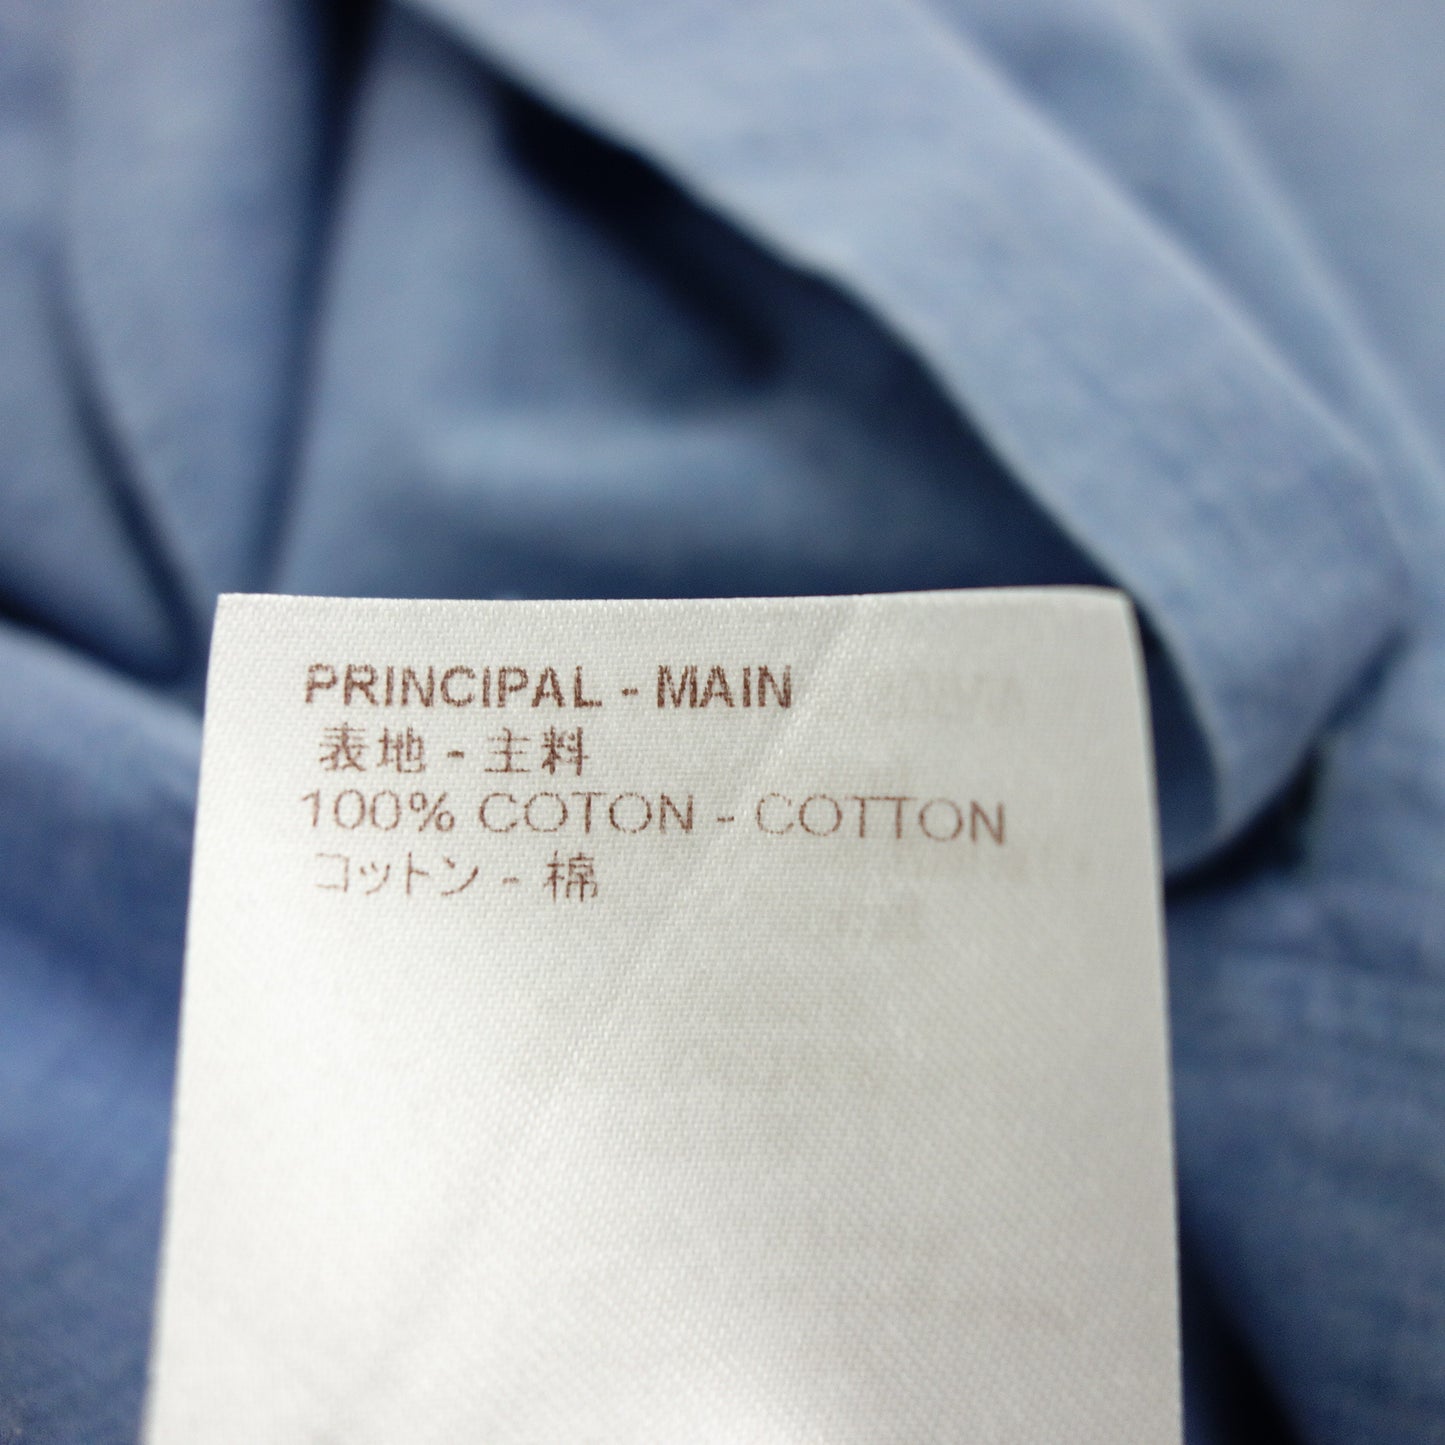 PRINCIPAL - MAIN
表地 - 主料
100% COTON - COTTON
コットン - 棉